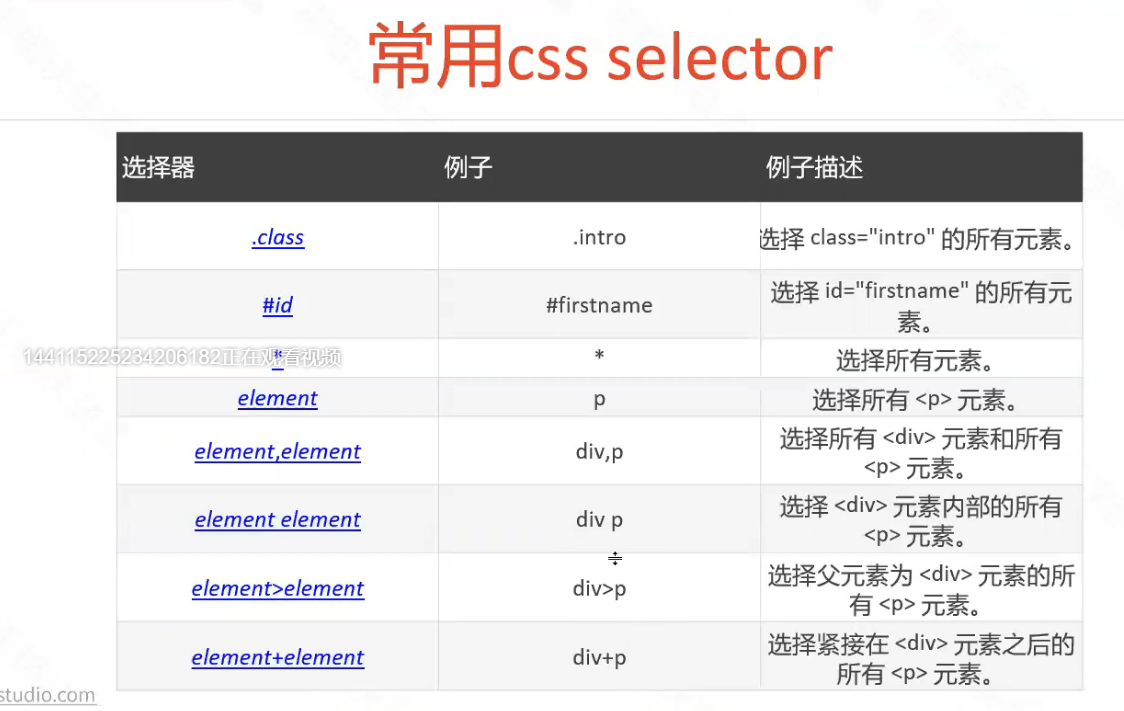 常用css selector
选择器 例子 例子描述
.class .intro 选择 class="intro" 的所有元素。
#id #firstname 选择 id="firstname" 的所有元
素。
144115225234206182正在观看视频
* * 选择所有元素。
element p 选择所有 <p> 元素。
element,element div,p 选择所有 <div> 元素和所有
<p> 元素。
element element div p 选择 <div> 元素内部的所有
<p> 元素。
element>element div>p 选择父元素为 <div> 元素的所
有 <p> 元素。
element+element div+p 选择紧接在 <div> 元素之后的
所有 <p> 元素。
studio.com